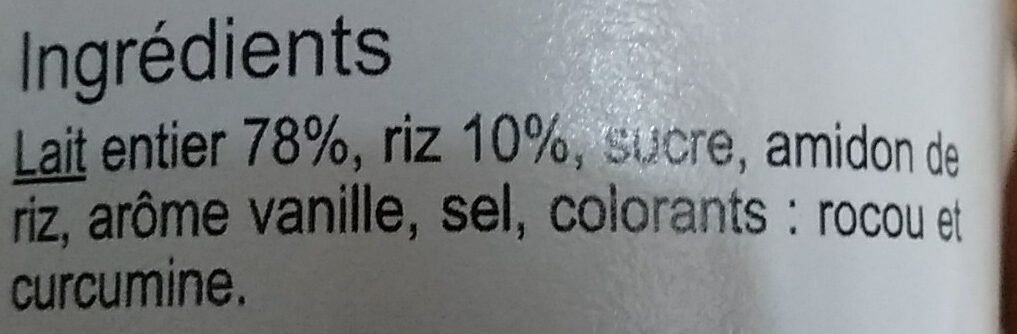 Ingrédients
Lait entier 78%, riz 10%, sucre, amidon de
riz, arôme vanille, sel, colorants : rocou et
curcumine.